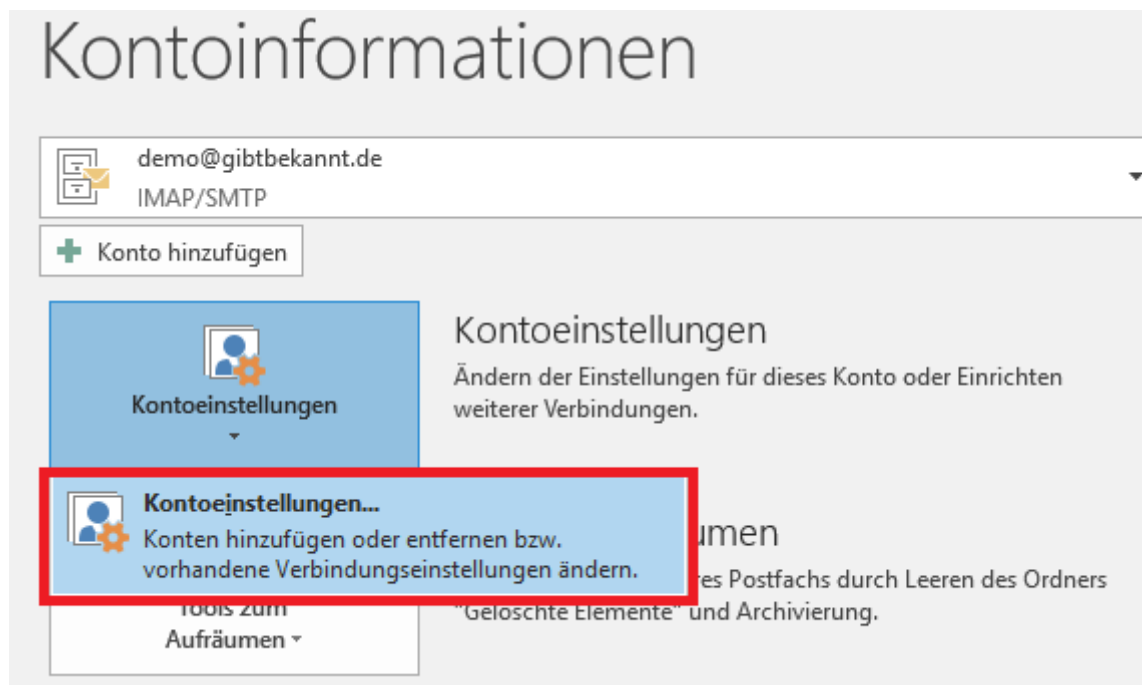 Kontoinformationen
demo@gibtbekannt.de
IMAP/SMTP
Konto hinzufügen
Kontoeinstellungen
Kontoeinstellungen
Ändern der Einstellungen für dieses Konto oder Einrichten
weiterer Verbindungen.
Kontoeinstellungen...
Konten hinzufügen oder entfernen bzw.
vorhandene Verbindungseinstellungen ändern.
Postfachs durch Leeren des Ordners
"Gelöschte Elemente" und Archivierung.
Tools zum
Aufräumen